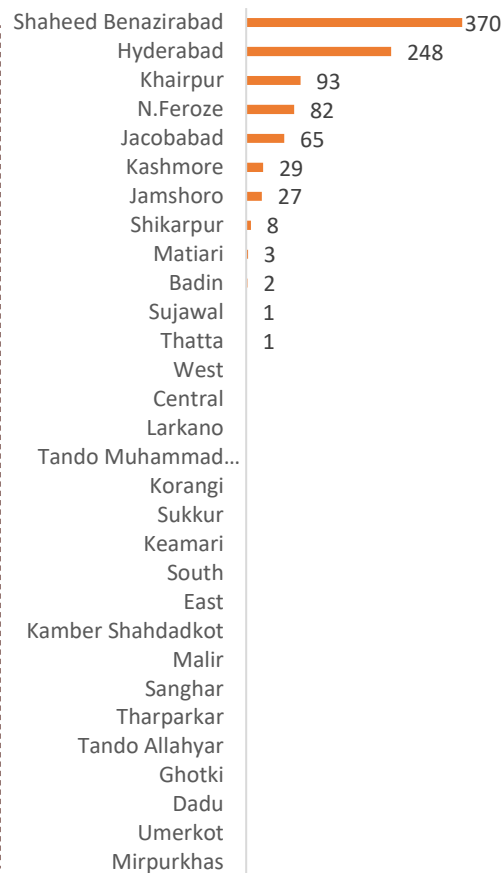 Shaheed Benazirabad 370
Hyderabad 248
Khairpur 93
N.Feroze 82
Jacobabad 65
Kashmore 29
Jamshoro 27
Shikarpur 8
Matiari 3
Badin 2
Sujawal 1
Thatta 1
West
Central
Larkano
Tando Muhammad…
Korangi
Sukkur
Keamari
South
East
Kamber Shahdadkot
Malir
Sanghar
Tharparkar
Tando Allahyar
Ghotki
Dadu
Umerkot
Mirpurkhas